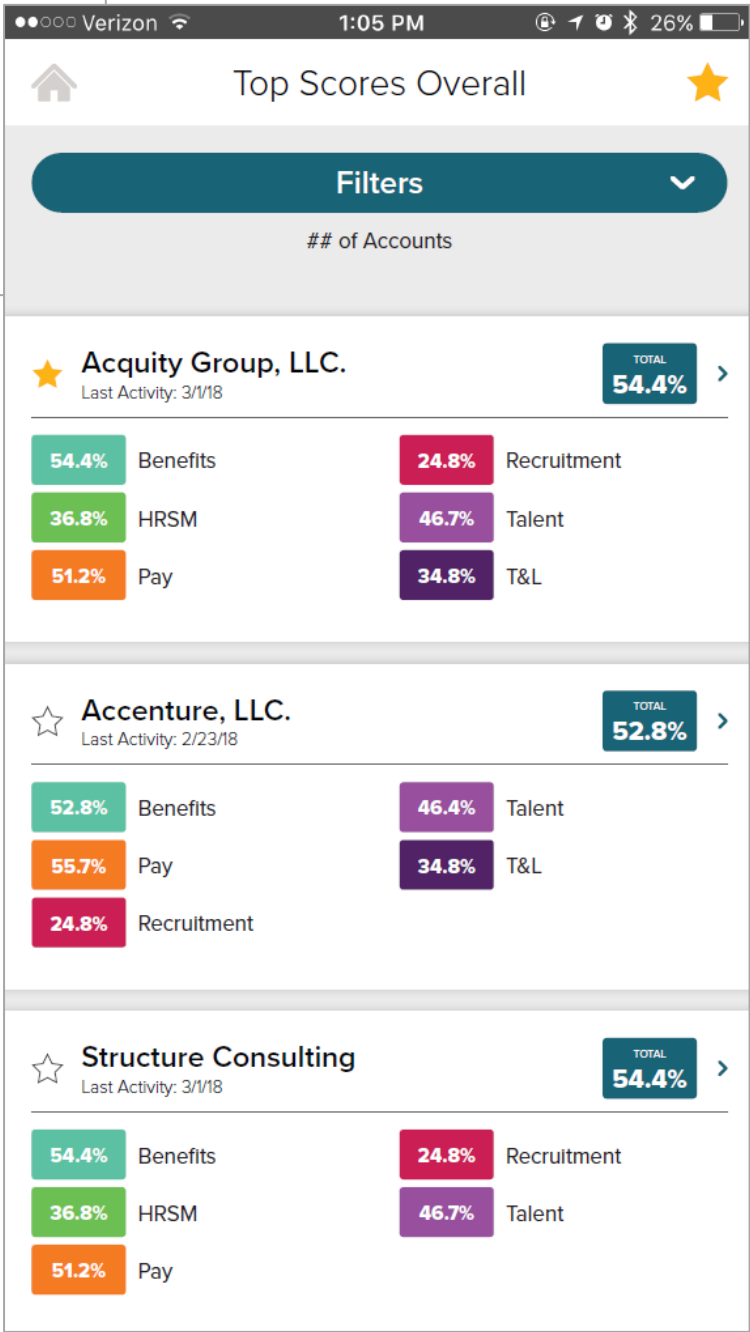 Verizon 1:05 PM 26%
Top Scores Overall
Filters
## of Accounts
Acquity Group, LLC.
Last Activity: 3/1/18
TOTAL
54.4%
54.4% Benefits
24.8% Recruitment
36.8% HRSM
46.7% Talent
51.2% Pay
34.8% T&L
Accenture, LLC.
Last Activity: 2/23/18
TOTAL
52.8%
52.8% Benefits
46.4% Talent
55.7% Pay
34.8% T&L
24.8% Recruitment
Structure Consulting
Last Activity: 3/1/18
TOTAL
54.4%
54.4% Benefits
24.8% Recruitment
36.8% HRSM
46.7% Talent
51.2% Pay